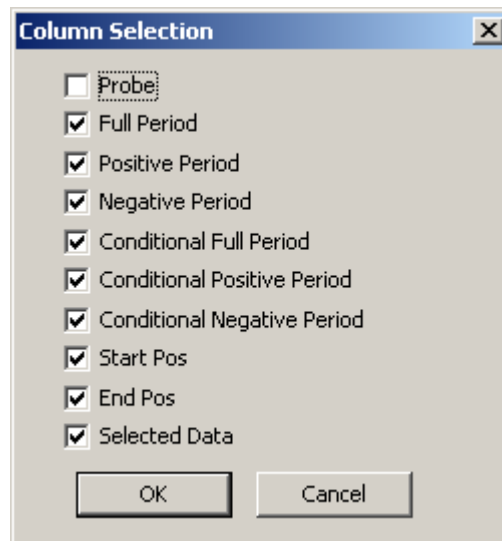 Column Selection
Probe
Full Period
Positive Period
Negative Period
Conditional Full Period
Conditional Positive Period
Conditional Negative Period
Start Pos
End Pos
Selected Data
OK Cancel